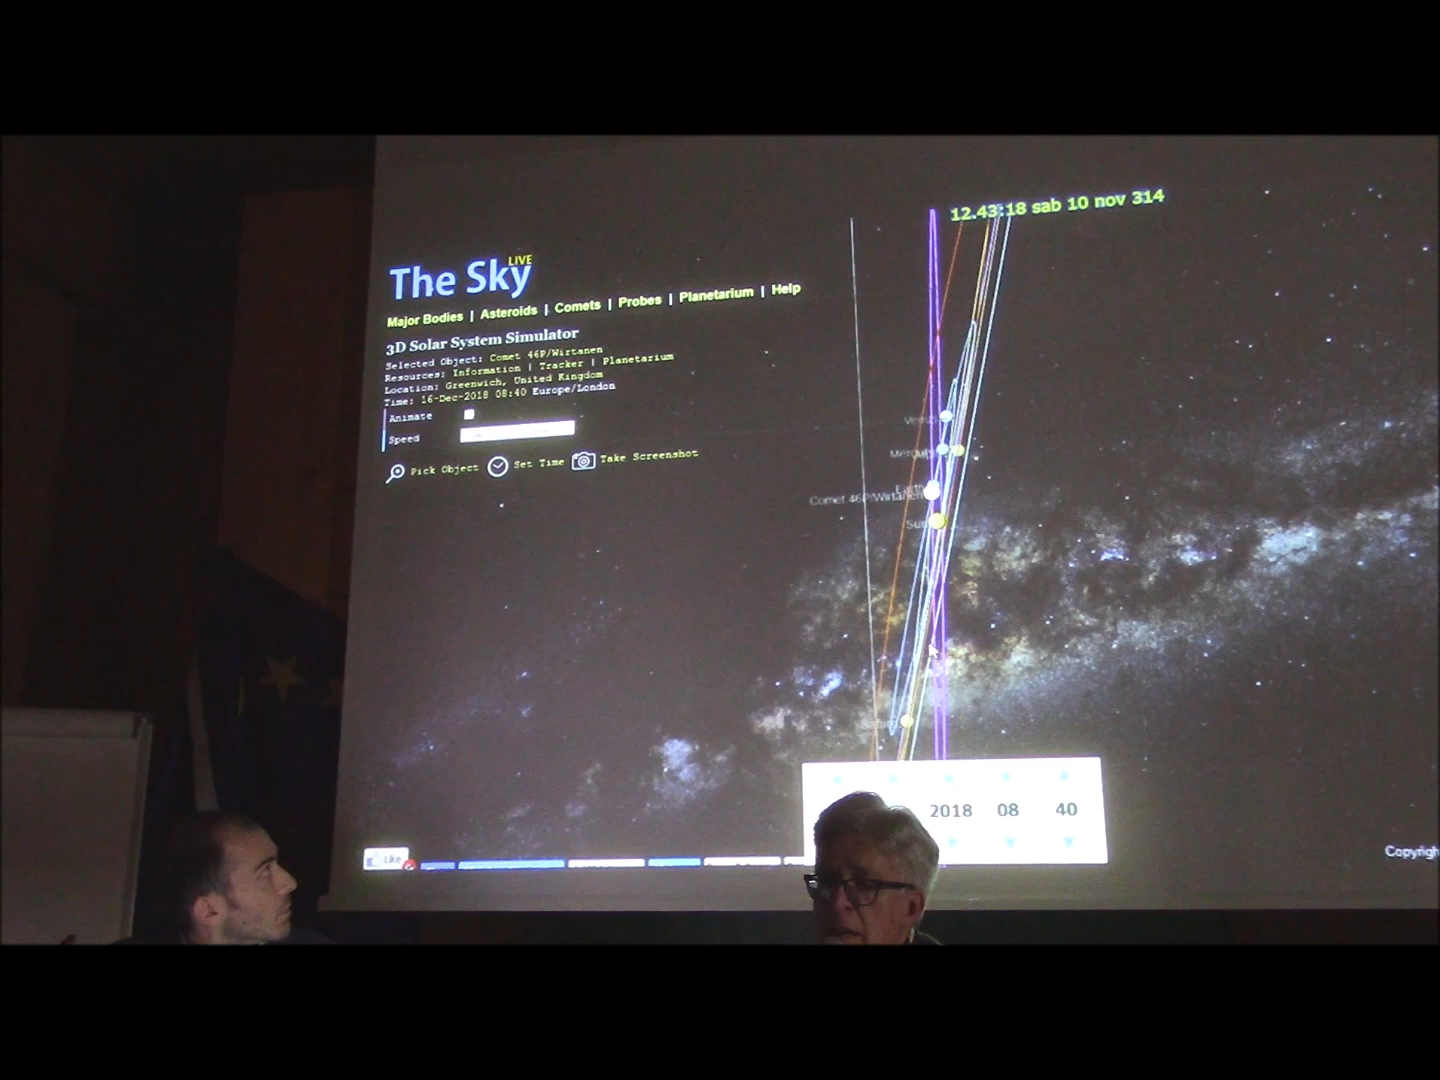 12.43:18 sab 10 nov 314
The Sky LIVE
Major Bodies | Asteroids | Comets | Probes | Planetarium | Help
3D Solar System Simulator
Selected Object: Comet 46P/Wirtanen
Resources: Information | Tracker | Planetarium
Location: Greenwich, United Kingdom
Time: 16-Dec-2018 08:40 Europe/London
Animate
Speed
Pick Object Set Time Take Screenshot
Venus
Mercury
Earth
Comet 46P/Wirtanen
Sun
2018 08 40
Like
Copyrigh